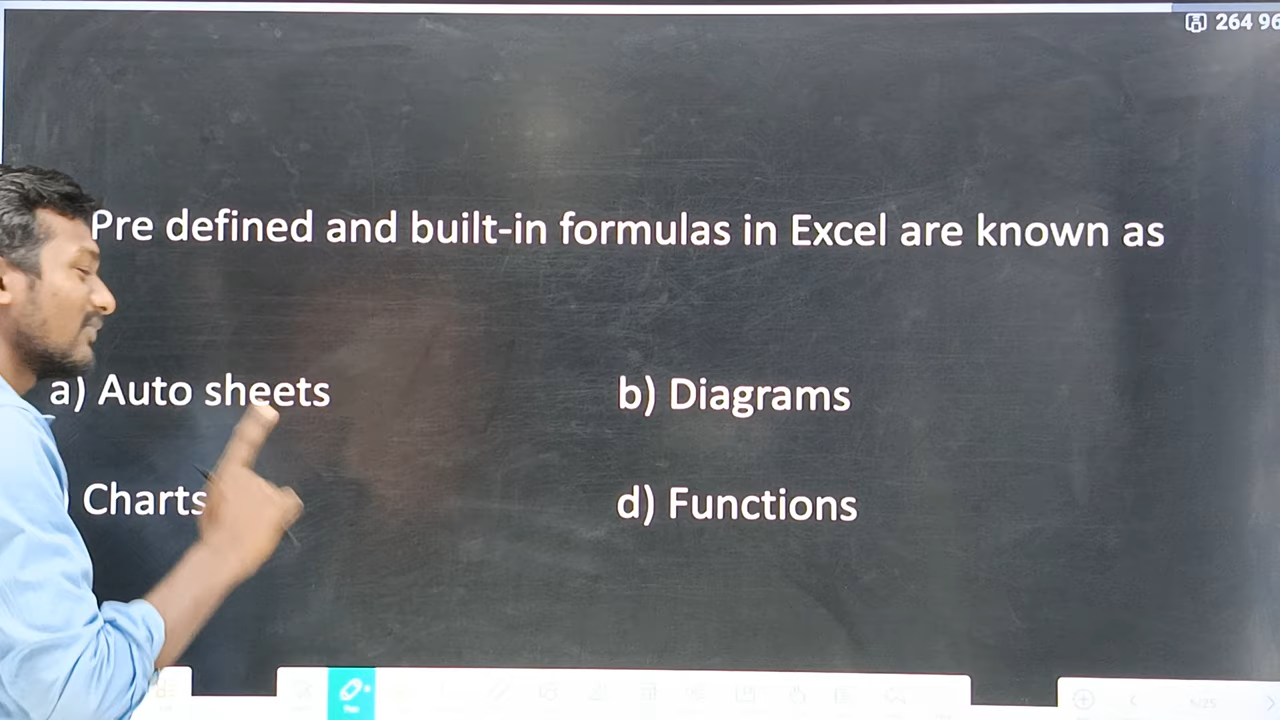 264 96
Pre defined and built-in formulas in Excel are known as
a) Auto sheets
b) Diagrams
) Charts
d) Functions